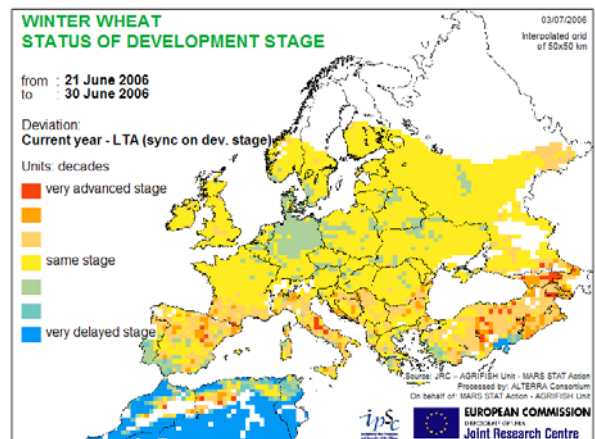 WINTER WHEAT
STATUS OF DEVELOPMENT STAGE
03/07/2006
Interpolated grid
of 50x50 km
from : 21 June 2006
to : 30 June 2006
Deviation:
Current year - LTA (sync on dev. stage)
Units: decades
very advanced stage
same stage
very delayed stage
Source: JRC – AGRIFISH Unit - MARS STAT Action
Processed by: ALTERRA Consortium
On behalf of: MARS STAT Action - AGRIFISH Unit
ipsc
EUROPEAN COMMISSION
DIRECTORATE GENERAL
Joint Research Centre